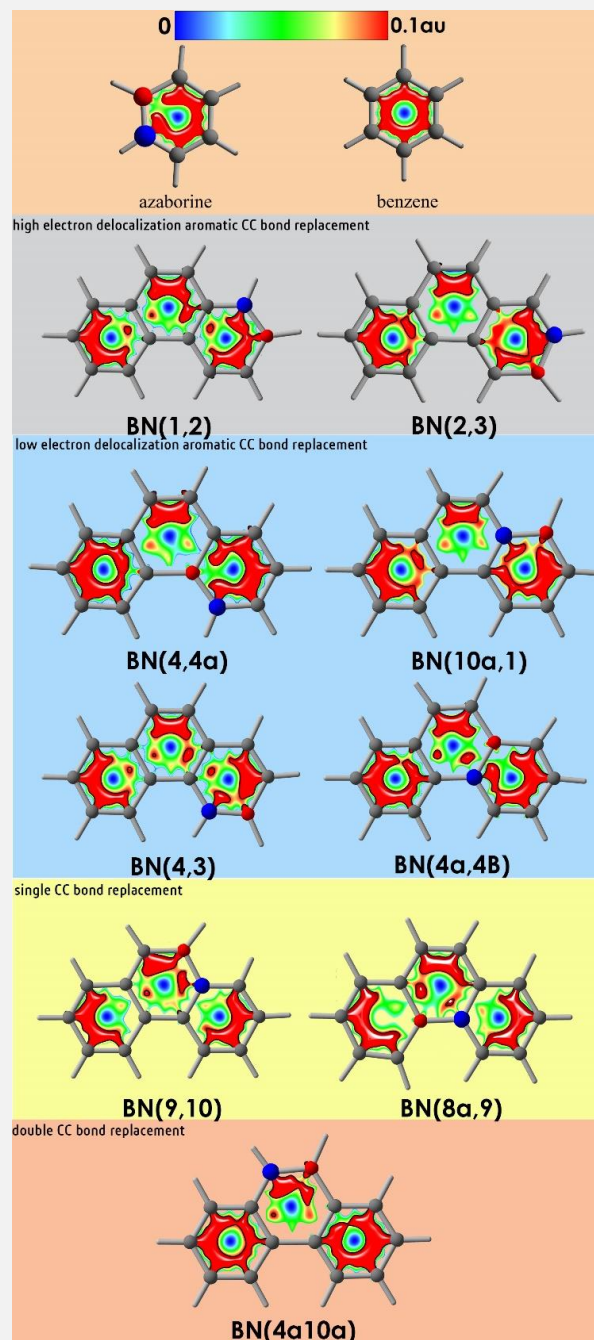 0 0.1au
azaborine benzene
high electron delocalization aromatic CC bond replacement
BN(1,2) BN(2,3)
low electron delocalization aromatic CC bond replacement
BN(4,4a) BN(10a,1)
BN(4,3) BN(4a,4B)
single CC bond replacement
BN(9,10) BN(8a,9)
double CC bond replacement
BN(4a10a)